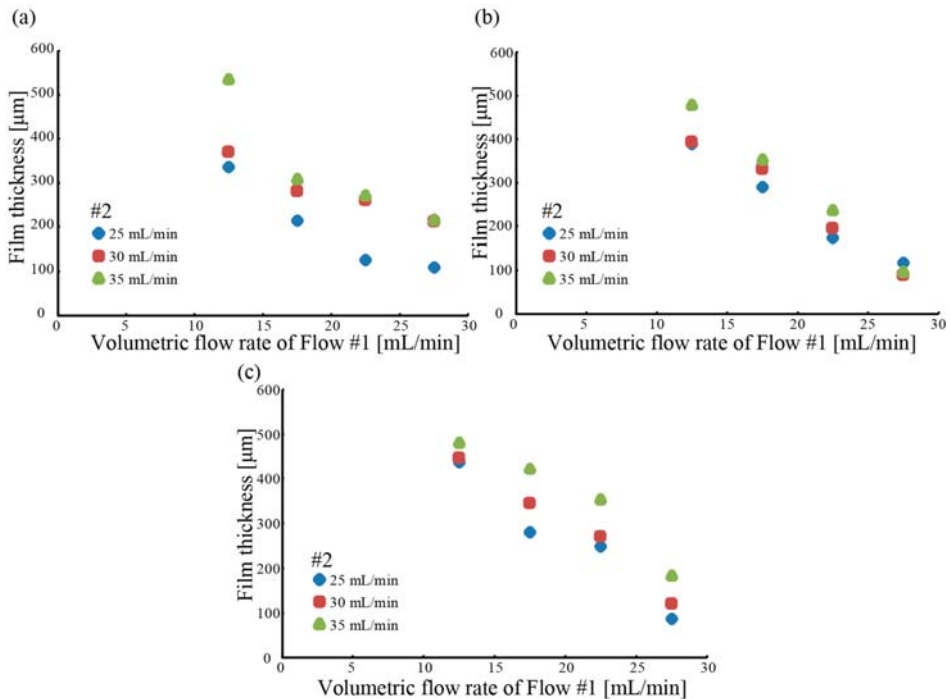 (a)
600
500
400
300
200
100
0
Film thickness [µm]
#2
25 mL/min
30 mL/min
35 mL/min
0 5 10 15 20 25 30
Volumetric flow rate of Flow #1 [mL/min]
(b)
600
500
400
300
200
100
0
Film thickness [µm]
#2
25 mL/min
30 mL/min
35 mL/min
0 5 10 15 20 25 30
Volumetric flow rate of Flow #1 [mL/min]
(c)
600
500
400
300
200
100
0
Film thickness [µm]
#2
25 mL/min
30 mL/min
35 mL/min
0 5 10 15 20 25 30
Volumetric flow rate of Flow #1 [mL/min]